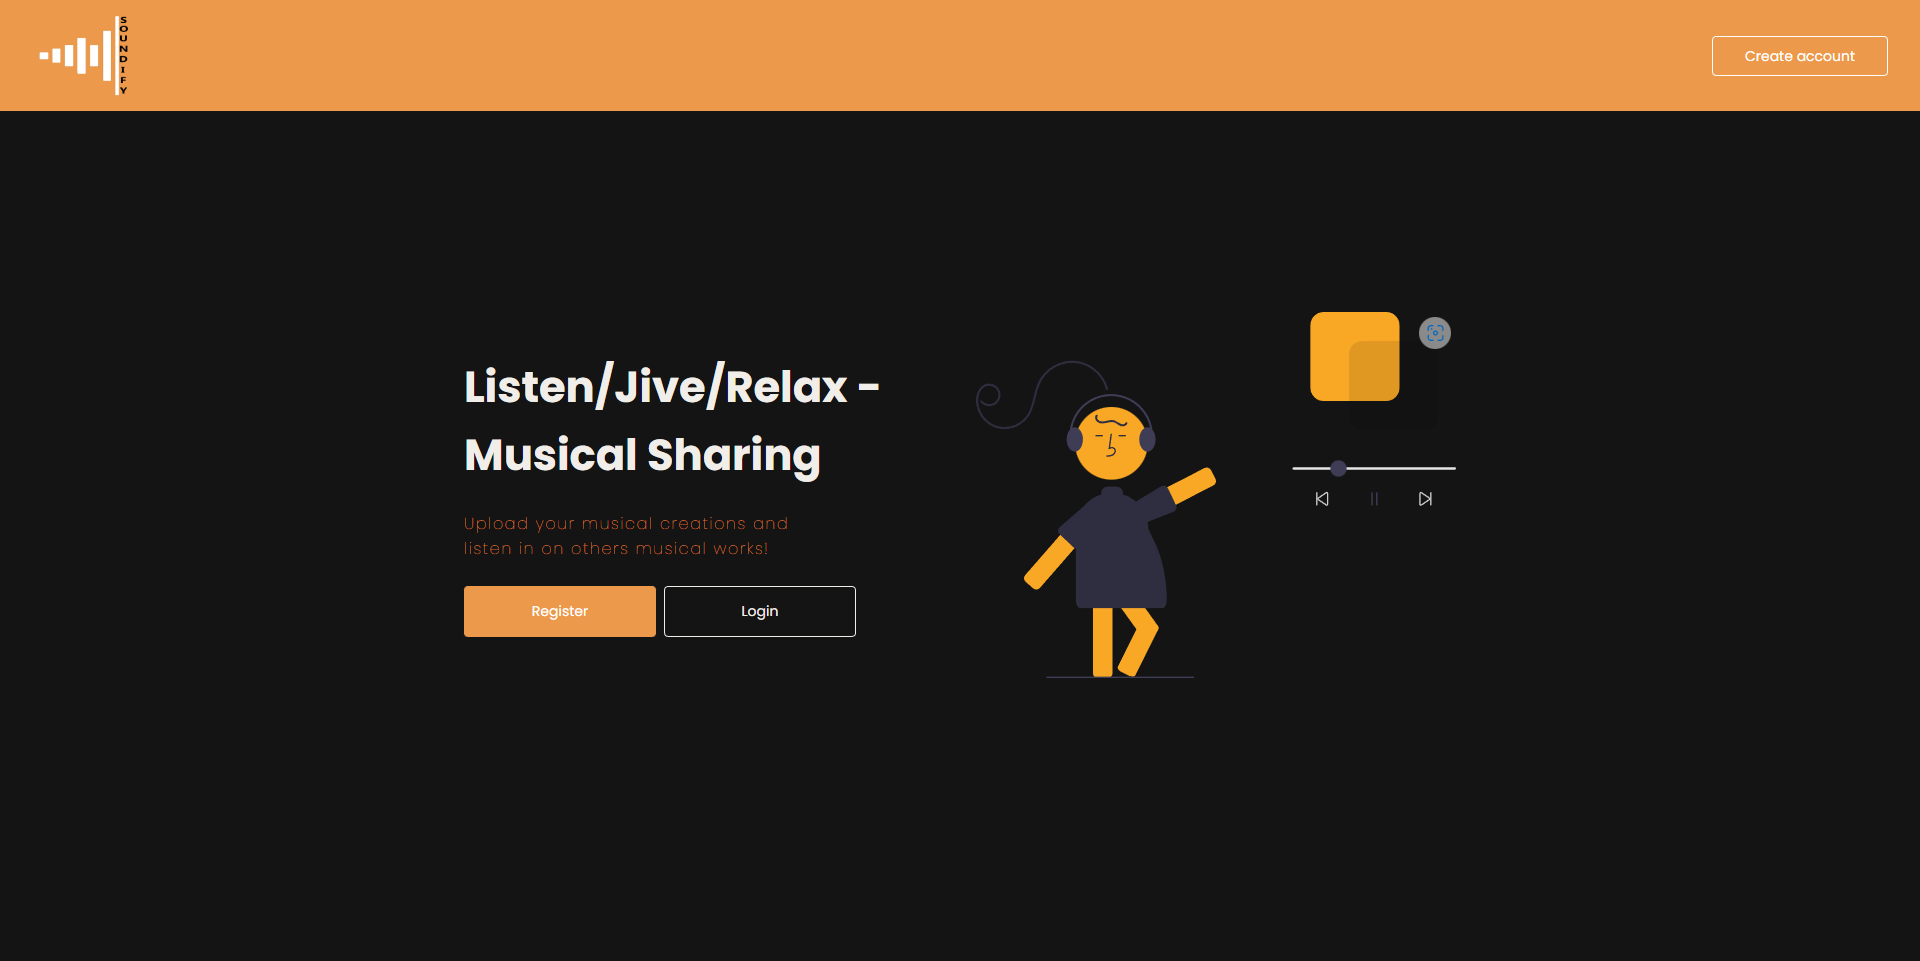 SOUNDIFY
Create account
Listen/Jive/Relax -
Musical Sharing
Upload your musical creations and
listen in on others musical works!
Register
Login